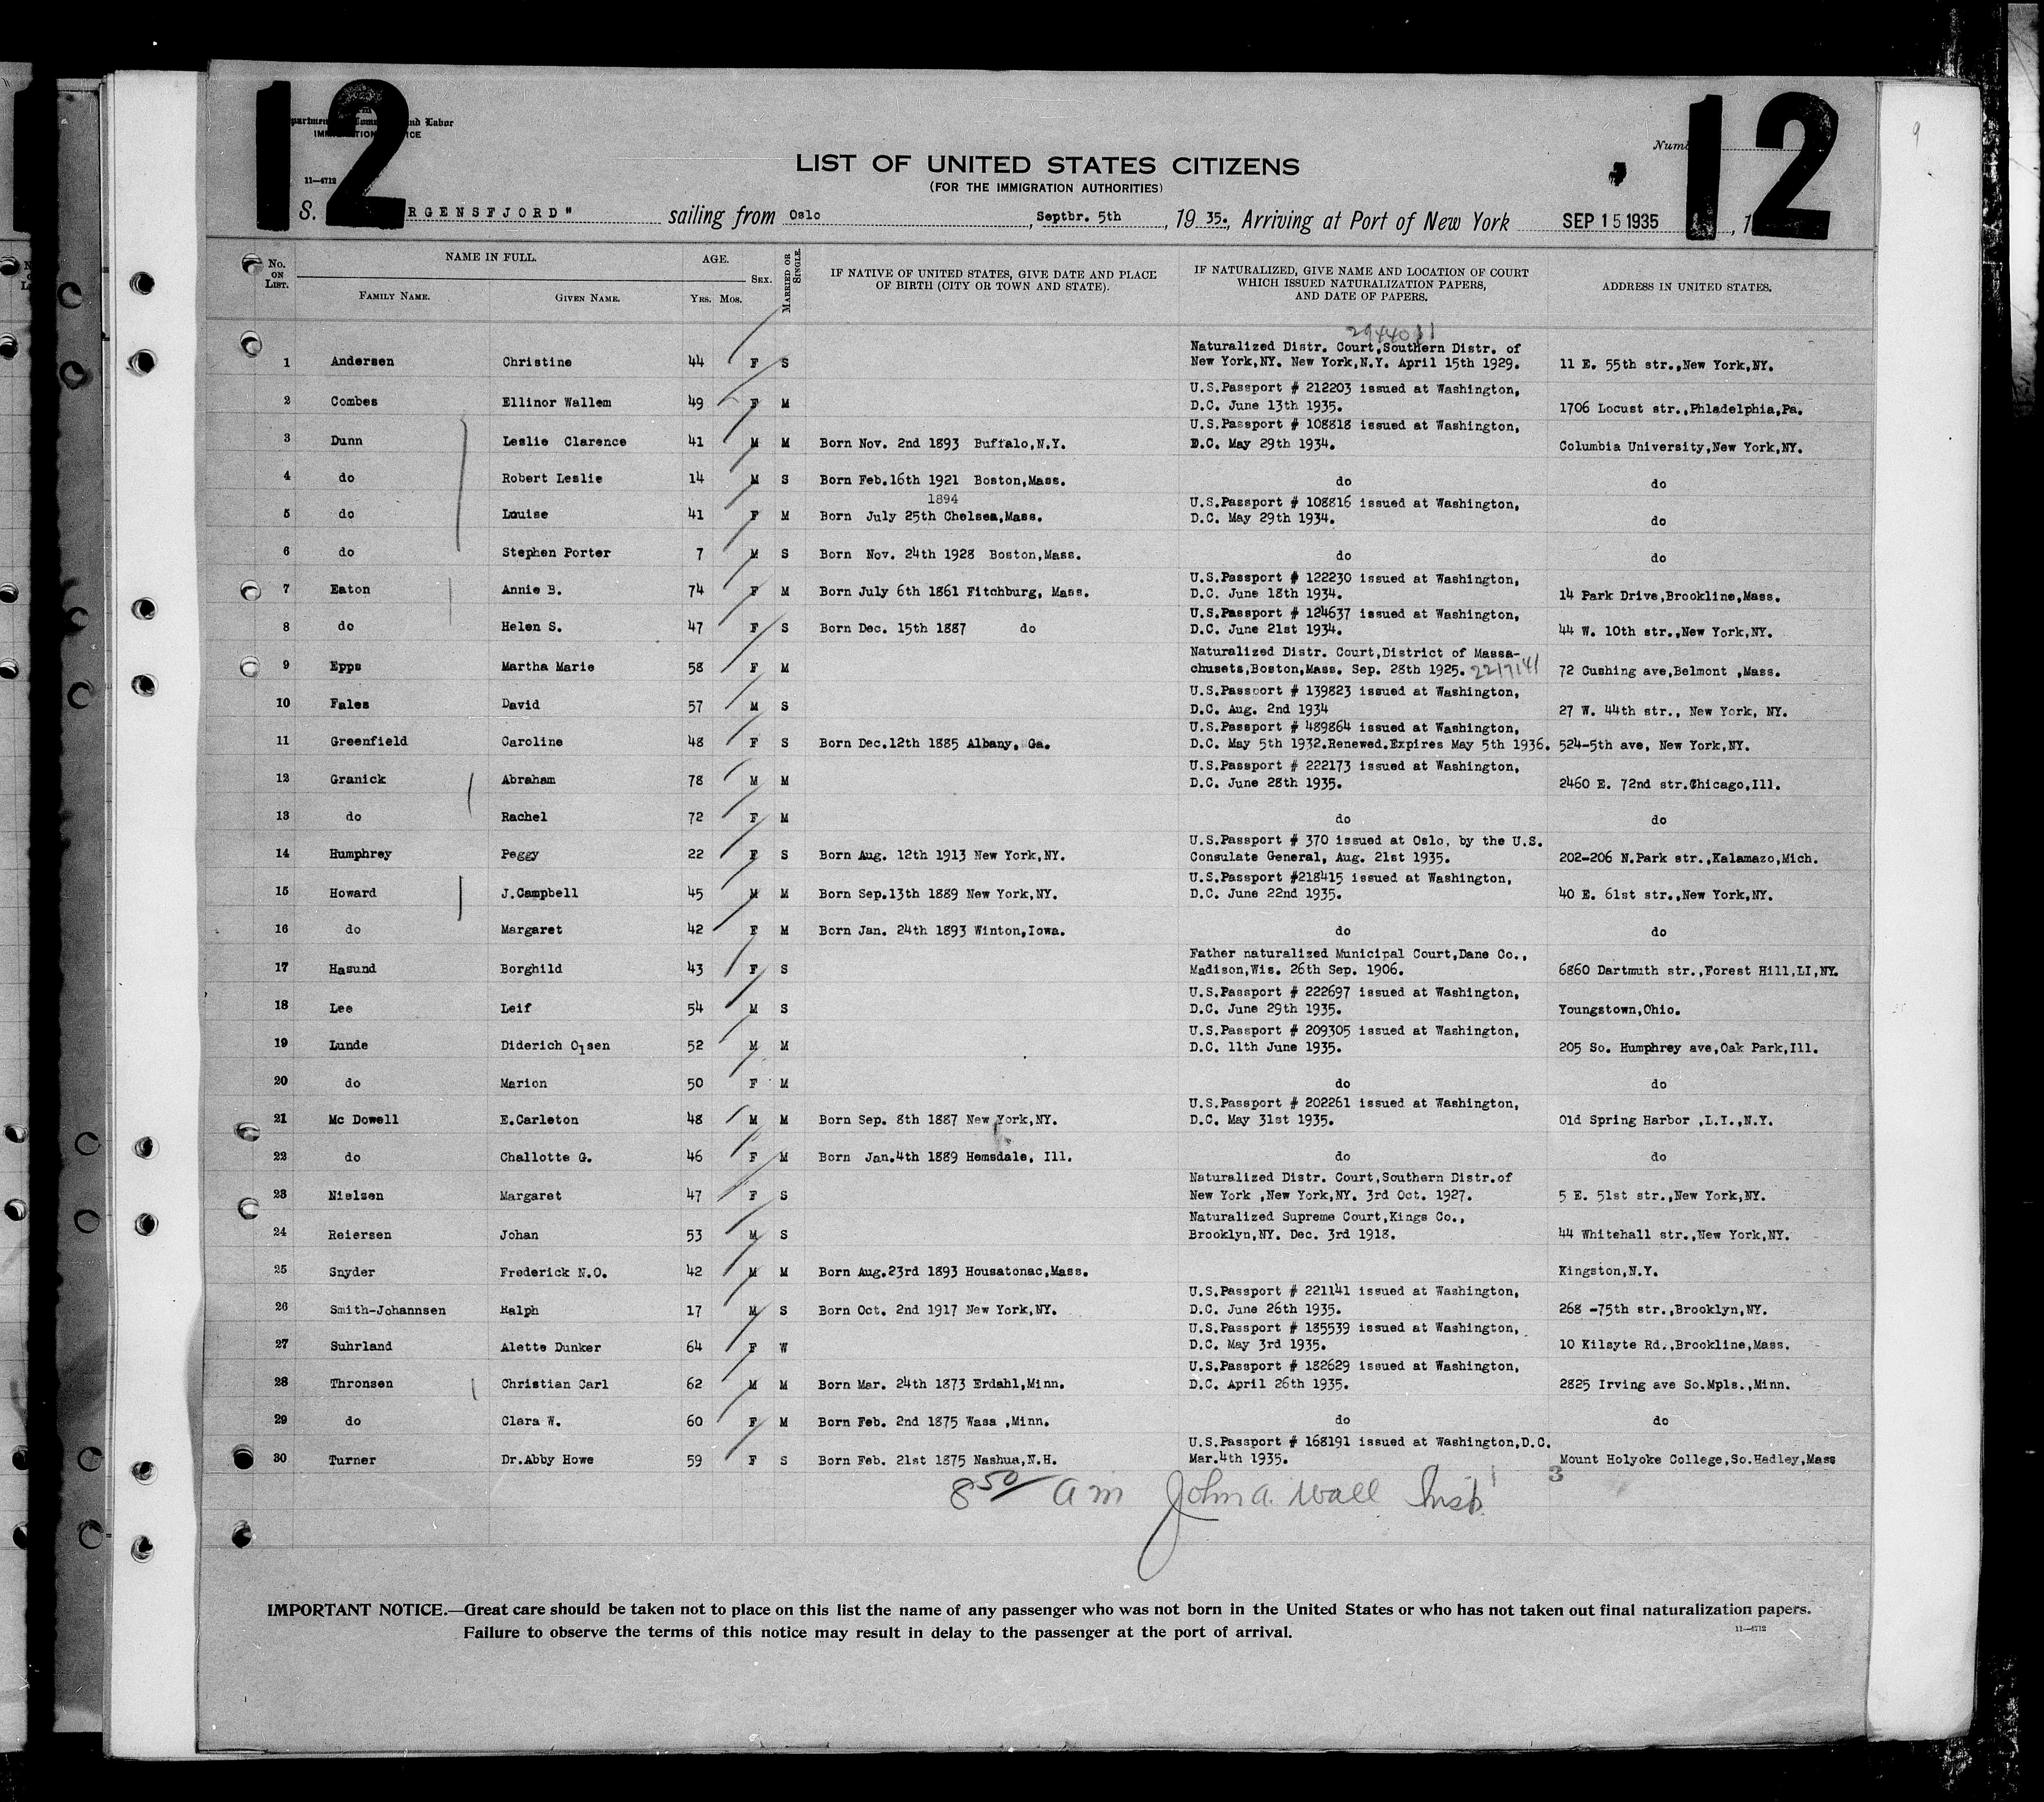 12
12
LIST OF UNITED STATES CITIZENS
(FOR THE IMMIGRATION AUTHORITIES)
11—4712
S. RGENSFJORD" sailing from Oslo, Septbr. 5th, 19 35., Arriving at Port of New York SEP 15 1935
No. ON LIST. NAME IN FULL. AGE. SEX. MARRIED OR SINGLE. IF NATIVE OF UNITED STATES, GIVE DATE AND PLACE OF BIRTH (CITY OR TOWN AND STATE). IF NATURALIZED, GIVE NAME AND LOCATION OF COURT WHICH ISSUED NATURALIZATION PAPERS, AND DATE OF PAPERS. ADDRESS IN UNITED STATES.
FAMILY NAME. GIVEN NAME. YRS. MOS.
1 Andersen Christine 44 F S Naturalized Distr. Court,Southern Distr. of New York,NY. New York,N.Y. April 15th 1929. 11 E. 55th str.,New York,NY.
2 Combes Ellinor Wallem 49 F M U.S.Passport # 212203 issued at Washington, D.C. June 13th 1935. 1706 Locust str.,Phladelphia,Pa.
3 Dunn Leslie Clarence 41 M M Born Nov. 2nd 1893 Buffalo,N.Y. U.S.Passport # 108818 issued at Washington, D.C. May 29th 1934. Columbia University,New York,NY.
4 do Robert Leslie 14 M S Born Feb.16th 1921 Boston,Mass. do do
1894
5 do Louise 41 F M Born July 25th Chelsea,Mass. U.S.Passport # 108816 issued at Washington, D.C. May 29th 1934. do
6 do Stephen Porter 7 M S Born Nov. 24th 1928 Boston,Mass. do do
7 Eaton Annie B. 74 F M Born July 6th 1861 Fitchburg, Mass. U.S.Passport # 122230 issued at Washington, D.C. June 18th 1934. 14 Park Drive,Brookline,Mass.
8 do Helen S. 47 F S Born Dec. 15th 1887 do U.S.Passport # 124637 issued at Washington, D.C. June 21st 1934. 44 W. 10th str.,New York,NY.
9 Epps Martha Marie 58 F M Naturalized Distr. Court,District of Massa- chusets,Boston,Mass. Sep. 28th 1925. 72 Cushing ave,Belmont ,Mass.
10 Fales David 57 M S U.S.Passport # 139823 issued at Washington, D.C. Aug. 2nd 1934 27 W. 44th str., New York, NY.
11 Greenfield Caroline 48 F S Born Dec.12th 1885 Albany, Ga. U.S.Passport # 489864 issued at Washington, D.C. May 5th 1932.Renewed.Expires May 5th 1936. 524-5th ave, New York,NY.
12 Granick Abraham 78 M M U.S.Passport # 222173 issued at Washington, D.C. June 28th 1935. 2460 E. 72nd str.Chicago,Ill.
13 do Rachel 72 F M do do
14 Humphrey Peggy 22 F S Born Aug. 12th 1913 New York,NY. U.S.Passport # 370 issued at Oslo, by the U.S. Consulate General, Aug. 21st 1935. 202-206 N.Park str.,Kalamazo,Mich.
15 Howard J.Campbell 45 M M Born Sep.13th 1889 New York,NY. U.S.Passport #218415 issued at Washington, D.C. June 22nd 1935. 40 E. 61st str.,New York,NY.
16 do Margaret 42 F M Born Jan. 24th 1893 Winton,Iowa. do do
17 Hasund Borghild 43 F S Father naturalized Municipal Court,Dane Co., Madison,Wis. 26th Sep. 1906. 6860 Dartmuth str.,Forest Hill,LI,NY.
18 Lee Leif 54 M S U.S.Passport # 222697 issued at Washington, D.C. June 29th 1935. Youngstown,Ohio.
19 Lunde Diderich Olsen 52 M M U.S.Passport # 209305 issued at Washington, D.C. 11th June 1935. 205 So. Humphrey ave,Oak Park,Ill.
20 do Marion 50 F M do do
21 Mc Dowell E.Carleton 48 M M Born Sep. 8th 1887 New York,NY. U.S.Passport # 202261 issued at Washington, D.C. May 31st 1935. Old Spring Harbor ,L.I.,N.Y.
22 do Challotte G. 46 F M Born Jan.4th 1889 Hemsdale, Ill. do do
23 Nielsen Margaret 47 F S Naturalized Distr. Court,Southern Distr.of New York ,New York,NY. 3rd Oct. 1927. 5 E. 51st str.,New York,NY.
24 Reiersen Johan 53 M S Naturalized Supreme Court,Kings Co., Brooklyn,NY. Dec. 3rd 1918. 44 Whitehall str.,New York,NY.
25 Snyder Frederick N.O. 42 M M Born Aug.23rd 1893 Housatonac,Mass. Kingston,N.Y.
26 Smith-Johannsen Ralph 17 M S Born Oct. 2nd 1917 New York,NY. U.S.Passport # 221141 issued at Washington, D.C. June 26th 1935. 268 -75th str.,Brooklyn,NY.
27 Suhrland Alette Dunker 64 F W U.S.Passport # 185539 issued at Washington, D.C. May 3rd 1935. 10 Kilsyte Rd.,Brookline,Mass.
28 Thronsen Christian Carl 62 M M Born Mar. 24th 1873 Erdahl,Minn. U.S.Passport # 182629 issued at Washington, D.C. April 26th 1935. 2825 Irving ave So.Mpls.,Minn.
29 do Clara W. 60 F M Born Feb. 2nd 1875 Wasa ,Minn. do do
30 Turner Dr.Abby Howe 59 F S Born Feb. 21st 1875 Nashua,N.H. U.S.Passport # 168191 issued at Washington,D.C. Mar.4th 1935. Mount Holyoke College,So.Hadley,Mass
8 50 am John A. Wall Insp. 3
IMPORTANT NOTICE.—Great care should be taken not to place on this list the name of any passenger who was not born in the United States or who has not taken out final naturalization papers.
Failure to observe the terms of this notice may result in delay to the passenger at the port of arrival.
11—4712
9